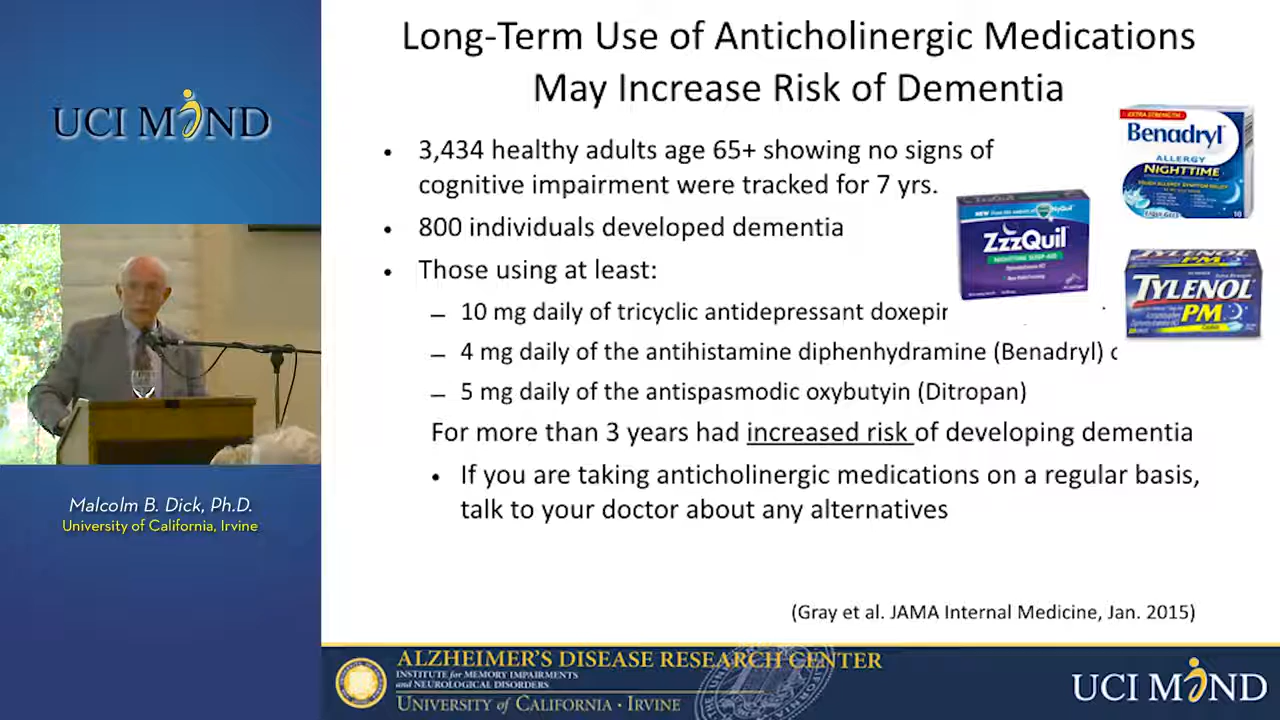 UCI MIND
Malcolm B. Dick, Ph.D.
University of California, Irvine
Long-Term Use of Anticholinergic Medications
May Increase Risk of Dementia
• 3,434 healthy adults age 65+ showing no signs of
cognitive impairment were tracked for 7 yrs.
• 800 individuals developed dementia
• Those using at least:
– 10 mg daily of tricyclic antidepressant doxepin
– 4 mg daily of the antihistamine diphenhydramine (Benadryl)
– 5 mg daily of the antispasmodic oxybutyin (Ditropan)
For more than 3 years had increased risk of developing dementia
• If you are taking anticholinergic medications on a regular basis,
talk to your doctor about any alternatives
(Gray et al. JAMA Internal Medicine, Jan. 2015)
EXTRA STRENGTH
Benadryl
ALLERGY
NIGHTTIME
ZzzQuil
NIGHTTIME SLEEP-AID
TYLENOL
PM
ALZHEIMER'S DISEASE RESEARCH CENTER
INSTITUTE FOR MEMORY IMPAIRMENTS
AND NEUROLOGICAL DISORDERS
UNIVERSITY OF CALIFORNIA · IRVINE
UCI MIND